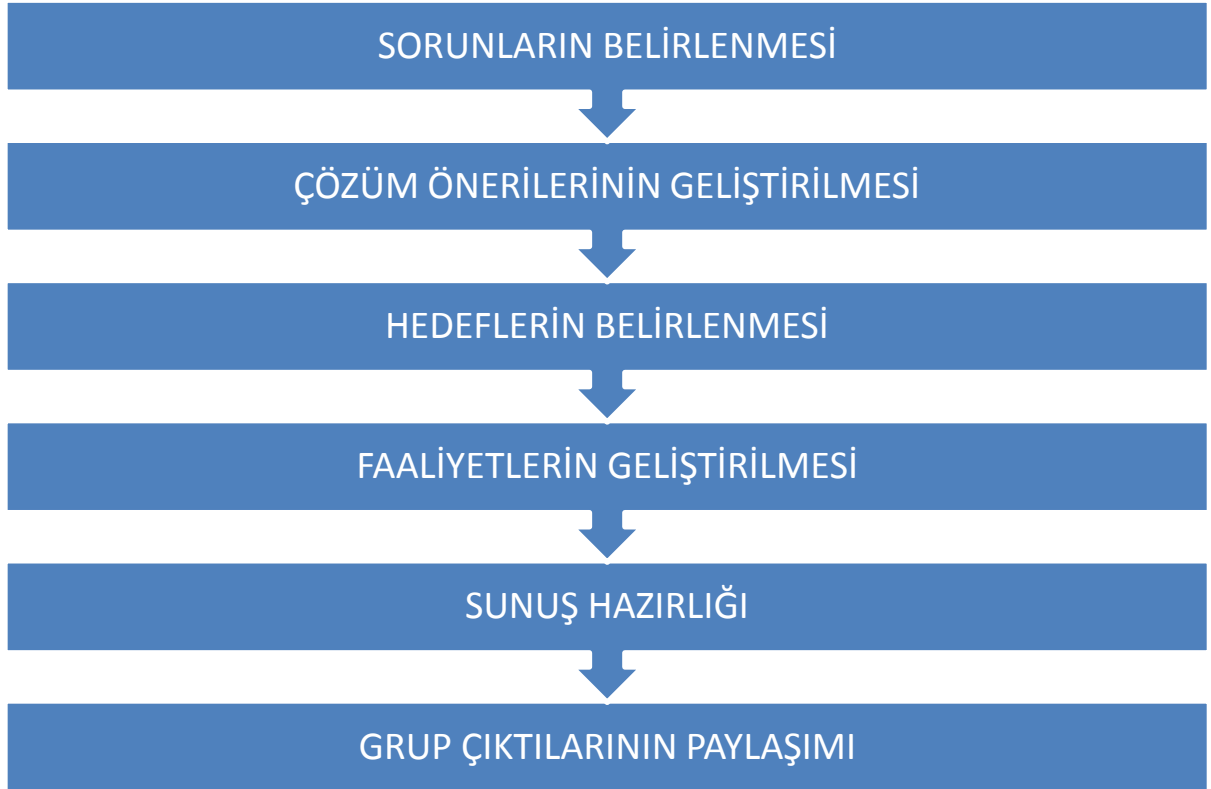 SORUNLARIN BELİRLENMESİ
ÇÖZÜM ÖNERİLERİNİN GELİŞTİRİLMESİ
HEDEFLERİN BELİRLENMESİ
FAALİYETLERİN GELİŞTİRİLMESİ
SUNUŞ HAZIRLIĞI
GRUP ÇIKTILARININ PAYLAŞIMI